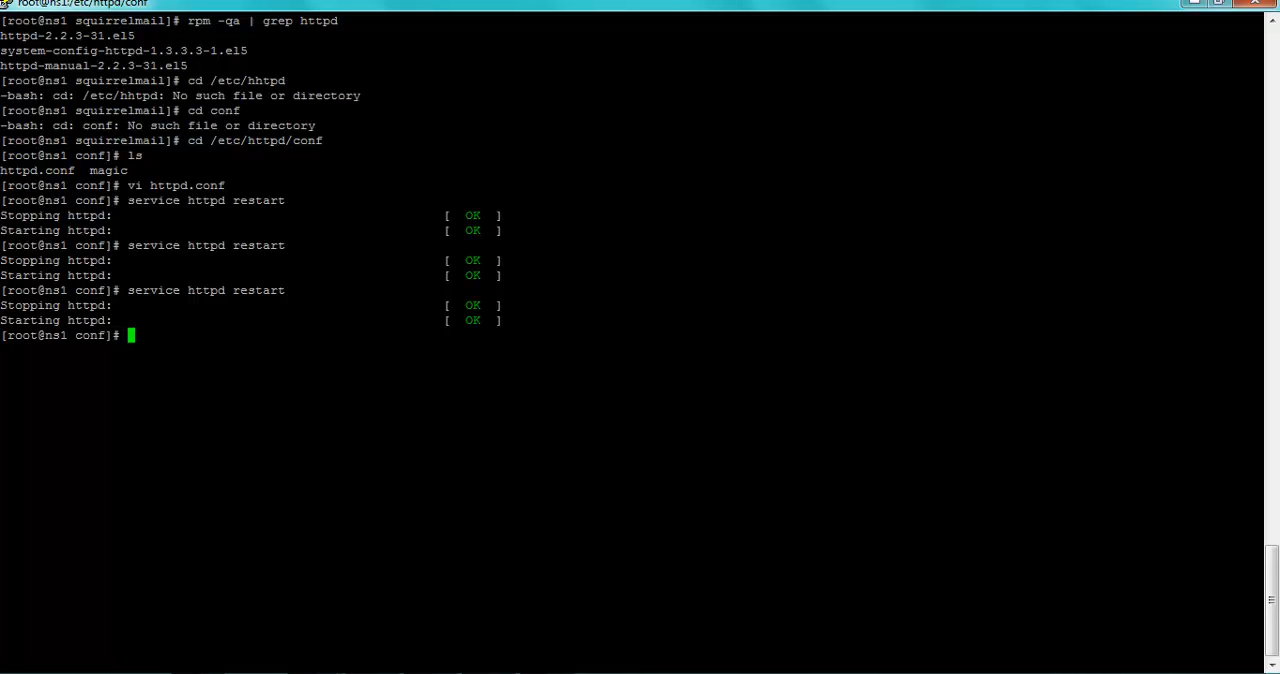 root@ns1:/etc/httpd/conf
[root@ns1 squirrelmail]# rpm -qa | grep httpd
httpd-2.2.3-31.el5
system-config-httpd-1.3.3.3-1.el5
httpd-manual-2.2.3-31.el5
[root@ns1 squirrelmail]# cd /etc/hhtpd
-bash: cd: /etc/hhtpd: No such file or directory
[root@ns1 squirrelmail]# cd conf
-bash: cd: conf: No such file or directory
[root@ns1 squirrelmail]# cd /etc/httpd/conf
[root@ns1 conf]# ls
httpd.conf  magic
[root@ns1 conf]# vi httpd.conf
[root@ns1 conf]# service httpd restart
Stopping httpd: [  OK  ]
Starting httpd: [  OK  ]
[root@ns1 conf]# service httpd restart
Stopping httpd: [  OK  ]
Starting httpd: [  OK  ]
[root@ns1 conf]# service httpd restart
Stopping httpd: [  OK  ]
Starting httpd: [  OK  ]
[root@ns1 conf]#